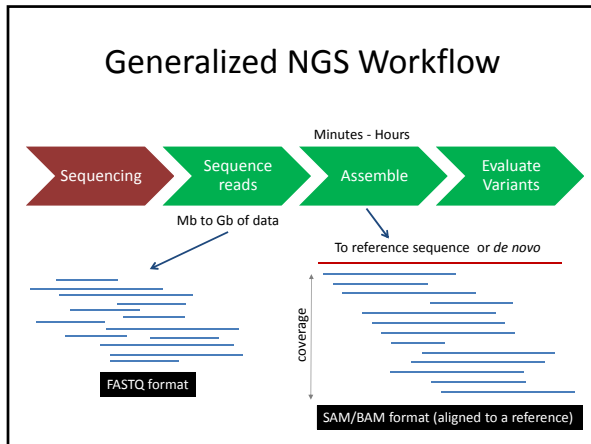 Generalized NGS Workflow
Minutes - Hours
Sequencing
Sequence
reads
Assemble
Evaluate
Variants
Mb to Gb of data
To reference sequence or de novo
coverage
FASTQ format
SAM/BAM format (aligned to a reference)